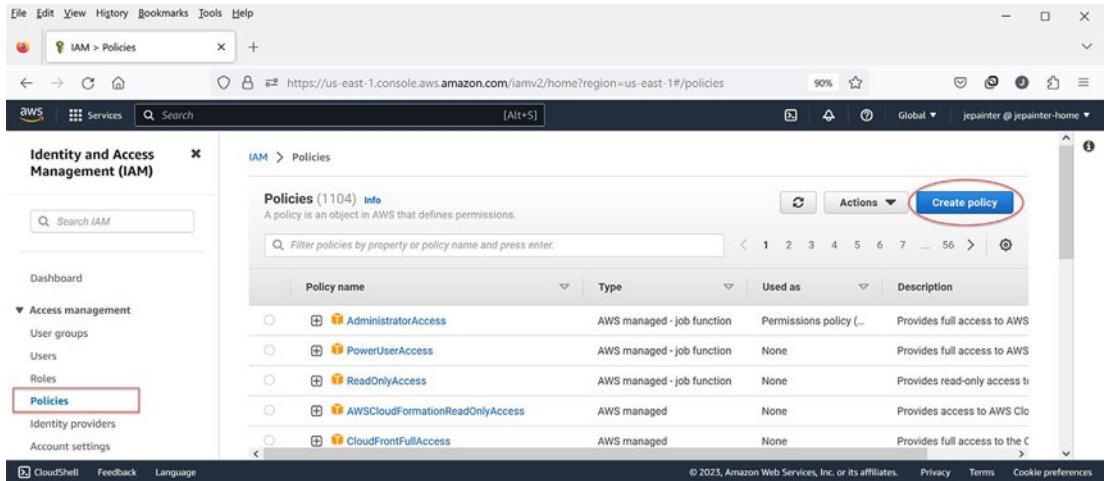 File Edit View History Bookmarks Tools Help
IAM > Policies
https://us-east-1.console.aws.amazon.com/iamv2/home?region=us-east-1#/policies 90%
aws Services Search [Alt+S] Global jepainter @ jepainter-home
Identity and Access
Management (IAM)
Search IAM
Dashboard
Access management
User groups
Users
Roles
Policies
Identity providers
Account settings
IAM > Policies
Policies (1104) Info
A policy is an object in AWS that defines permissions.
Actions Create policy
Filter policies by property or policy name and press enter.
1 2 3 4 5 6 7 ... 56
Policy name Type Used as Description
AdministratorAccess AWS managed - job function Permissions policy (... Provides full access to AWS
PowerUserAccess AWS managed - job function None Provides full access to AWS
ReadOnlyAccess AWS managed - job function None Provides read-only access
AWSCloudFormationReadOnlyAccess AWS managed None Provides access to AWS Clo
CloudFrontFullAccess AWS managed None Provides full access to the C
CloudShell Feedback Language © 2023, Amazon Web Services, Inc. or its affiliates. Privacy Terms Cookie preferences